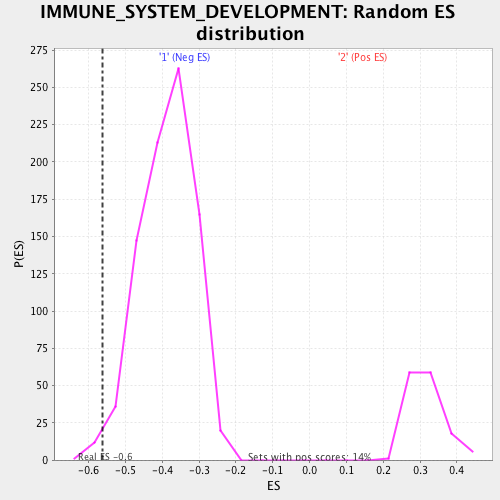 IMMUNE_SYSTEM_DEVELOPMENT: Random ES
distribution
'1' (Neg ES)
'2' (Pos ES)
275
250
225
200
175
150
125
100
75
50
25
0
P(ES)
Real ES -0.6
Sets with pos scores: 14%
-0.6 -0.5 -0.4 -0.3 -0.2 -0.1 0.0 0.1 0.2 0.3 0.4
ES